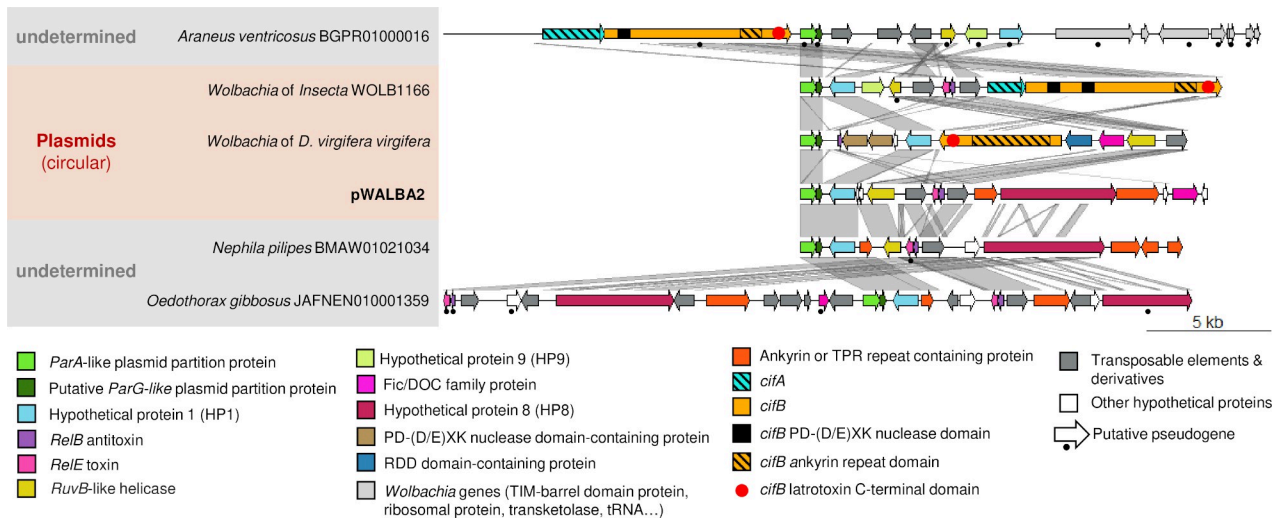 undetermined
Araneus ventricosus BGPR01000016
Wolbachia of Insecta WOLB1166
Plasmids
(circular)
Wolbachia of D. virgifera virgifera
pWALBA2
Nephila pilipes BMAW01021034
undetermined
Oedothorax gibbosus JAFNEN010001359
5 kb
ParA-like plasmid partition protein
Putative ParG-like plasmid partition protein
Hypothetical protein 1 (HP1)
RelB antitoxin
RelE toxin
RuvB-like helicase
Hypothetical protein 9 (HP9)
Fic/DOC family protein
Hypothetical protein 8 (HP8)
PD-(D/E)XK nuclease domain-containing protein
RDD domain-containing protein
Wolbachia genes (TIM-barrel domain protein,
ribosomal protein, transketolase, tRNA…)
Ankyrin or TPR repeat containing protein
cifA
cifB
cifB PD-(D/E)XK nuclease domain
cifB ankyrin repeat domain
cifB latrotoxin C-terminal domain
Transposable elements &
derivatives
Other hypothetical proteins
Putative pseudogene